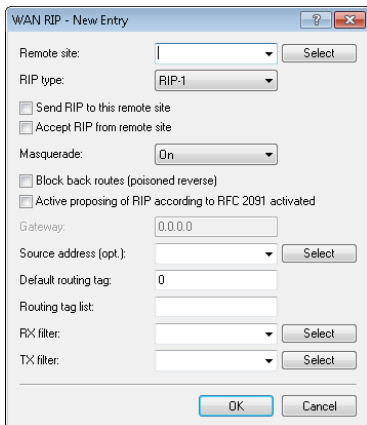 WAN RIP - New Entry
Remote site: Select
RIP type: RIP-1
Send RIP to this remote site
Accept RIP from remote site
Masquerade: On
Block back routes (poisoned reverse)
Active proposing of RIP according to RFC 2091 activated
Gateway: 0.0.0.0
Source address (opt.): Select
Default routing tag: 0
Routing tag list:
RX filter: Select
TX filter: Select
OK Cancel